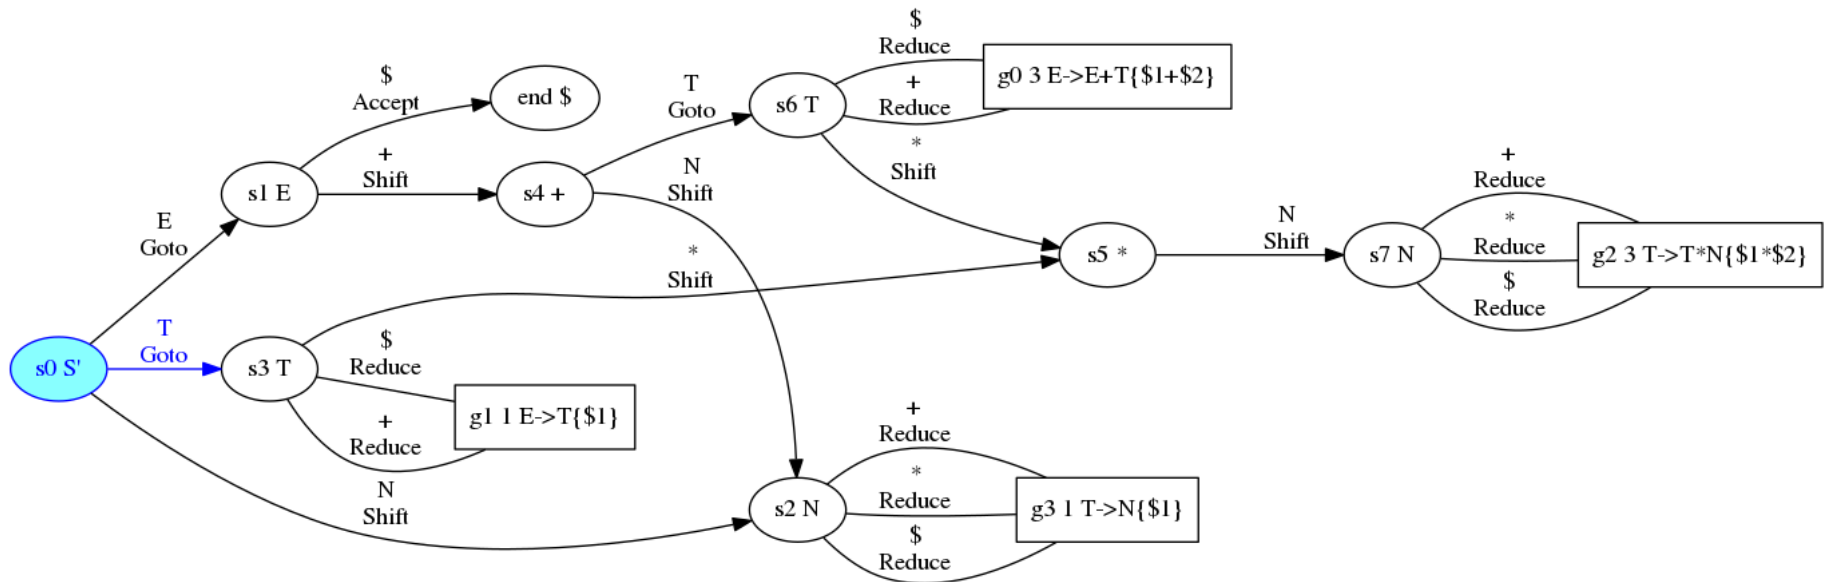 $
Reduce
+
Reduce
g0 3 E->E+T{$1+$2}
s6 T
*
Shift
T
Goto
$
Accept
end $
+
Shift
s1 E
s4 +
N
Shift
+
Reduce
*
Reduce
$
Reduce
g2 3 T->T*N{$1*$2}
s7 N
N
Shift
s5 *
*
Shift
E
Goto
T
Goto
s0 S'
s3 T
$
Reduce
+
Reduce
g1 1 E->T{$1}
N
Shift
s2 N
+
Reduce
*
Reduce
$
Reduce
g3 1 T->N{$1}